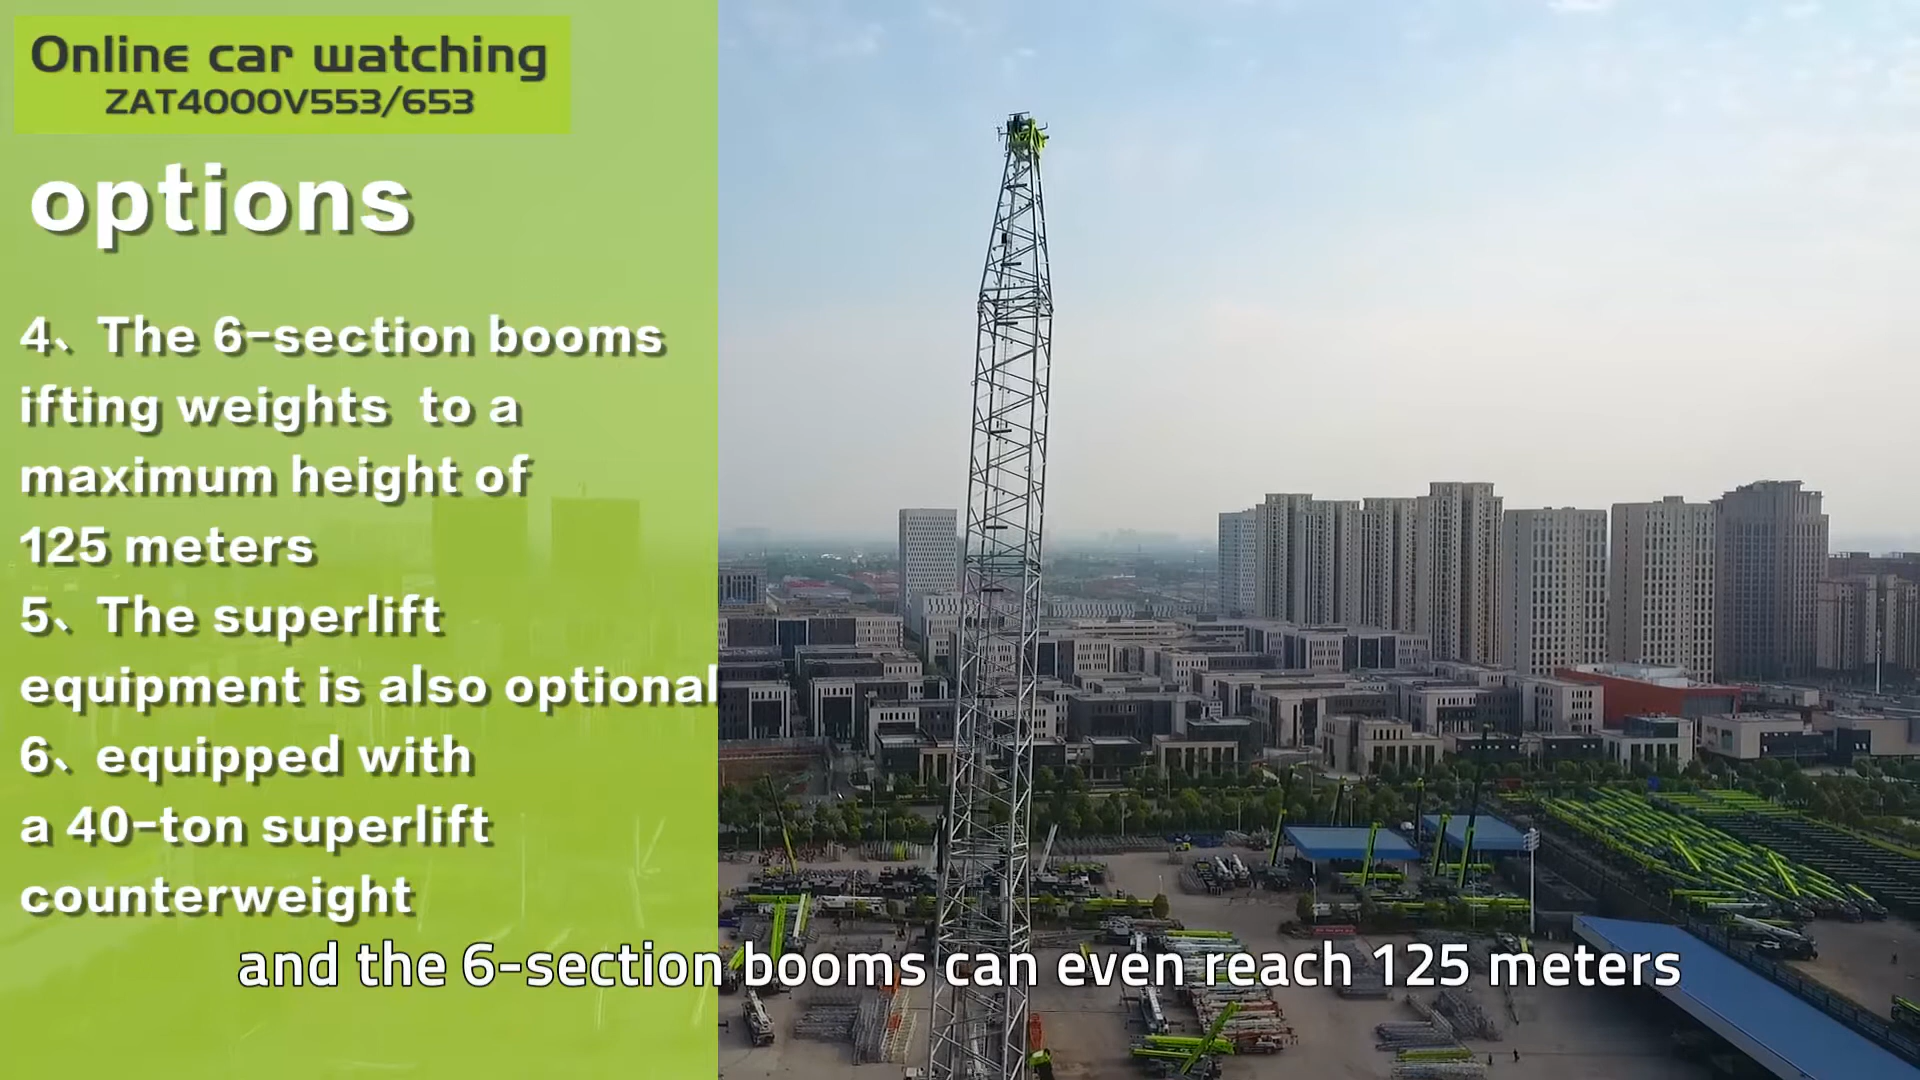 Online car watching
ZAT4000V553/653
options
4、The 6-section booms
ifting weights to a
maximum height of
125 meters
5、The superlift
equipment is also optional
6、equipped with
a 40-ton superlift
counterweight
and the 6-section booms can even reach 125 meters